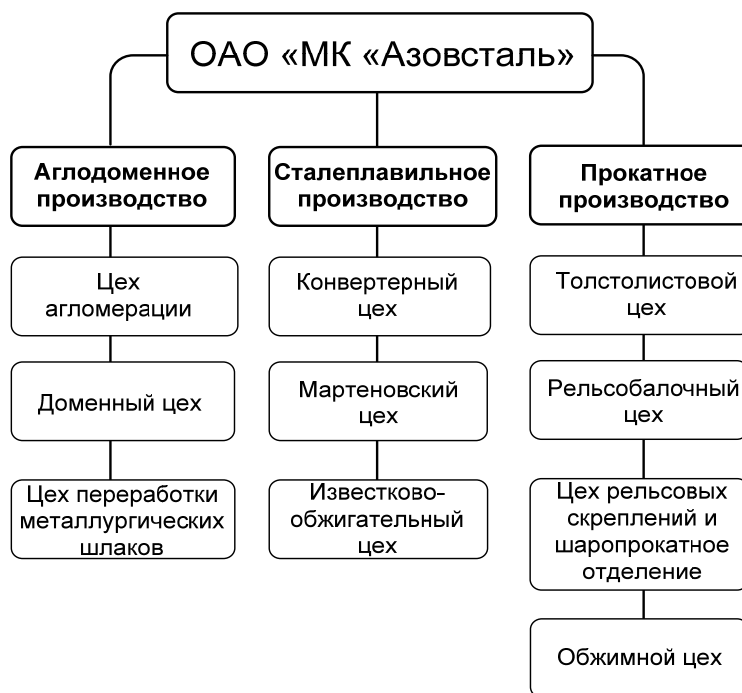 ОАО «МК «Азовсталь»
Аглодоменное
производство
Цех
агломерации
Доменный цех
Цех переработки
металлургических
шлаков
Сталеплавильное
производство
Конвертерный
цех
Мартеновский
цех
Известково-
обжигательный
цех
Прокатное
производство
Толстолистовой
цех
Рельсобалочный
цех
Цех рельсовых
скреплений и
шаропрокатное
отделение
Обжимной цех